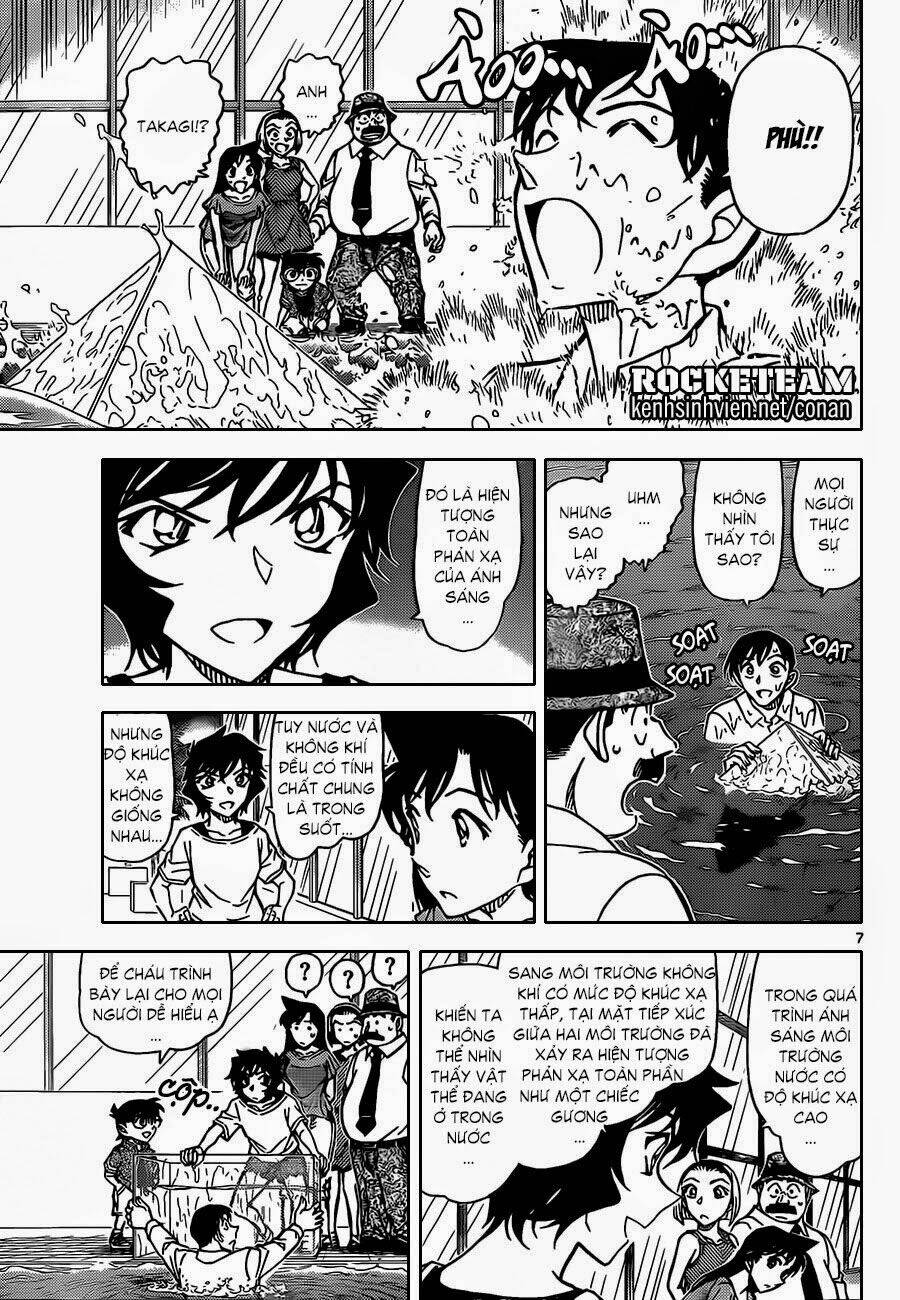 PHÙ!!
ÀO...
ÀOO...
ANH
...
TAKAGI!?
ROCKETEAM
kenhsinhvien.net/conan
MỌI
NGƯỜI
THỰC
SỰ
...
KHÔNG
NHÌN
THẤY TÔI
SAO?
UHM
...
NHƯNG
SAO
LẠI
VẬY?
SOẠT
SOẠT
SOẠT
ĐÓ LÀ HIỆN
TƯỢNG
TOÀN
PHẢN XẠ
CỦA ÁNH
SÁNG
...
TUY NƯỚC VÀ
KHÔNG KHÍ
ĐỀU CÓ TÍNH
CHẤT CHUNG
LÀ TRONG
SUỐT...
NHƯNG
ĐỘ KHÚC
XẠ
KHÔNG
GIỐNG
NHAU...
7
TRONG QUÁ
TRÌNH ÁNH
SÁNG MÔI
TRƯỜNG
NƯỚC CÓ
ĐỘ KHÚC
XẠ CAO
...
SANG MÔI TRƯỜNG KHÔNG
KHÍ CÓ MỨC ĐỘ KHÚC XẠ
THẤP, TẠI MẶT TIẾP XÚC
GIỮA HAI MÔI TRƯỜNG ĐÃ
XẢY RA HIỆN TƯỢNG
PHẢN XẠ TOÀN PHẦN
NHƯ MỘT CHIẾC
GƯƠNG
...
KHIẾN TA
KHÔNG
THỂ NHÌN
THẤY VẬT
THỂ ĐANG
Ở TRONG
NƯỚC
...
?
?
?
ĐỂ CHÁU TRÌNH
BÀY LẠI CHO MỌI
NGƯỜI DỄ HIỂU Ạ
...
CỘP...